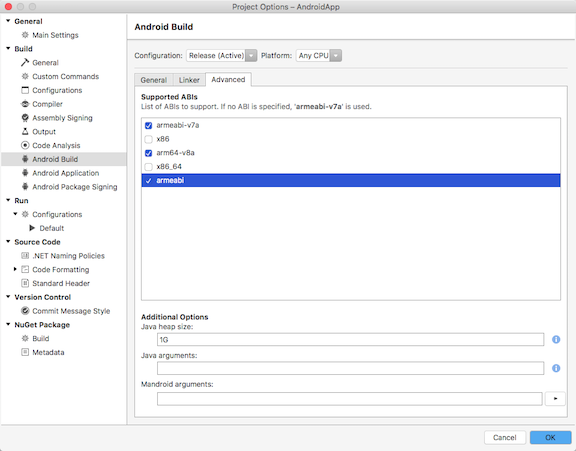 Project Options – AndroidApp
General
Main Settings
Build
General
Custom Commands
Configurations
Compiler
Assembly Signing
Output
Code Analysis
Android Build
Android Application
Android Package Signing
Run
Configurations
Default
Source Code
.NET Naming Policies
Code Formatting
Standard Header
Version Control
Commit Message Style
NuGet Package
Build
Metadata
Android Build
Configuration: Release (Active) Platform: Any CPU
General Linker Advanced
Supported ABIs
List of ABIs to support. If no ABI is specified, 'armeabi-v7a' is used.
armeabi-v7a
x86
arm64-v8a
x86_64
armeabi
Additional Options
Java heap size:
1G
Java arguments:
Mandroid arguments:
Cancel OK